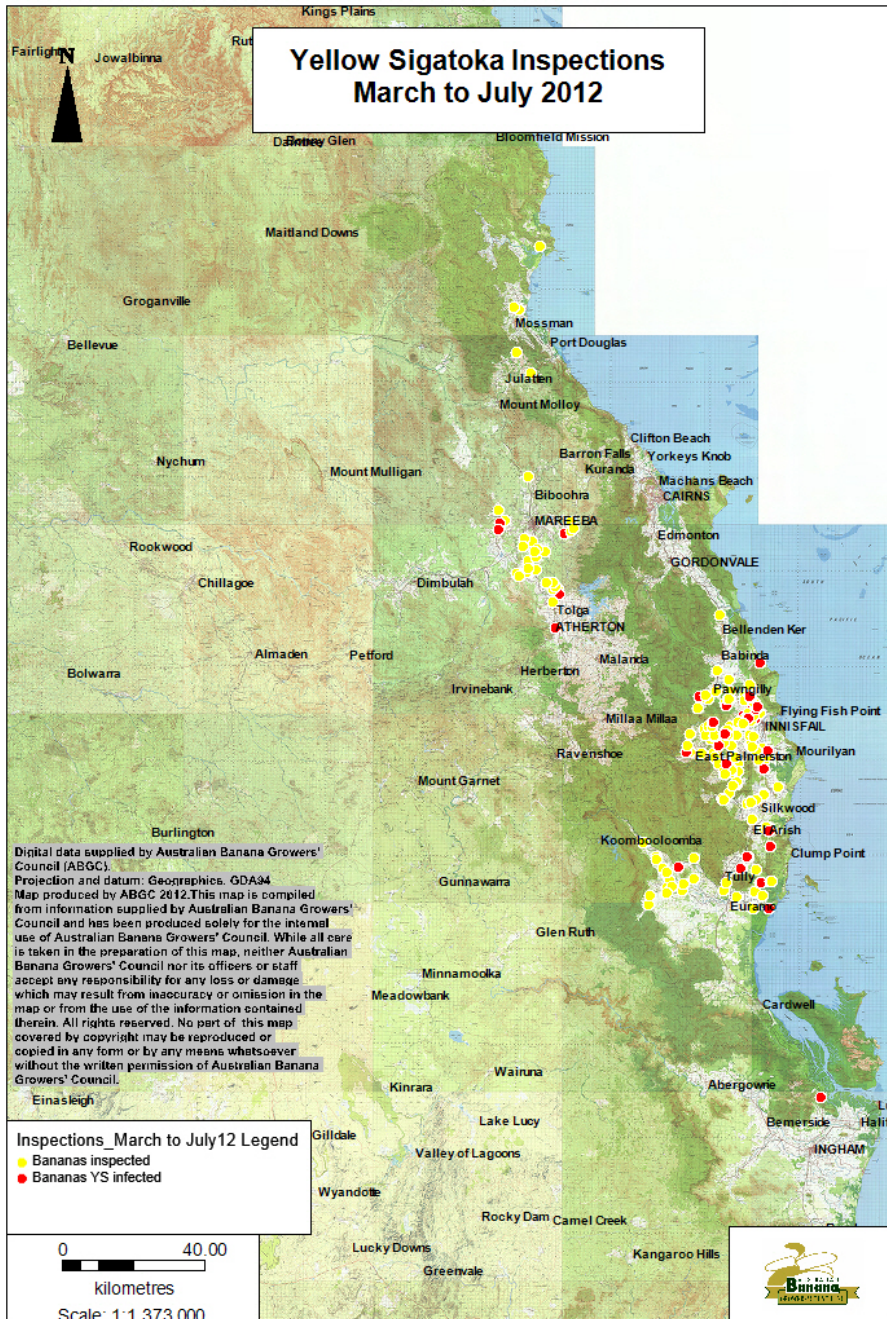 Kings Plains
Fairlight
Jowalbinna
N
Yellow Sigatoka Inspections
March to July 2012
Bloomfield Mission
Maitland Downs
Groganville
Mossman
Port Douglas
Bellevue
Julatten
Mount Molloy
Clifton Beach
Barron Falls
Yorkeys Knob
Nychum
Mount Mulligan
Kuranda
Machans Beach
Biboohra
CAIRNS
MAREEBA
Rookwood
Edmonton
Chillagoe
Dimbulah
GORDONVALE
Tolga
ATHERTON
Bellenden Ker
Almaden
Petford
Malanda
Babinda
Bolwarra
Herberton
Irvinebank
Pawngilly
Flying Fish Point
Millaa Millaa
INNISFAIL
Ravenshoe
East Palmerston
Mourilyan
Mount Garnet
Silkwood
Burlington
El Arish
Koombooloomba
Clump Point
Digital data supplied by Australian Banana Growers'
Council (ABGC).
Projection and datum: Geographics. GDA94
Map produced by ABGC 2012.This map is compiled
from information supplied by Australian Banana Growers'
Council and has been produced solely for the internal
use of Australian Banana Growers' Council. While all care
is taken in the preparation of this map, neither Australian
Banana Growers' Council nor its officers or staff
accept any responsibility for any loss or damage
which may result from inaccuracy or omission in the
map or from the use of the information contained
therein. All rights reserved. No part of this map
covered by copyright may be reproduced or
copied in any form or by any means whatsoever
without the written permission of Australian Banana
Growers' Council.
Gunnawarra
Tully
Euramo
Glen Ruth
Minnamoolka
Meadowbank
Cardwell
Wairuna
Kinrara
Abergowrie
Einasleigh
Lake Lucy
Bemerside
Gilldale
Valley of Lagoons
INGHAM
Inspections_March to July12 Legend
Bananas inspected
Bananas YS infected
Wyandotte
Rocky Dam
Camel Creek
Lucky Downs
Kangaroo Hills
Greenvale
0 40.00
kilometres
Scale: 1:1,373,000
Banana